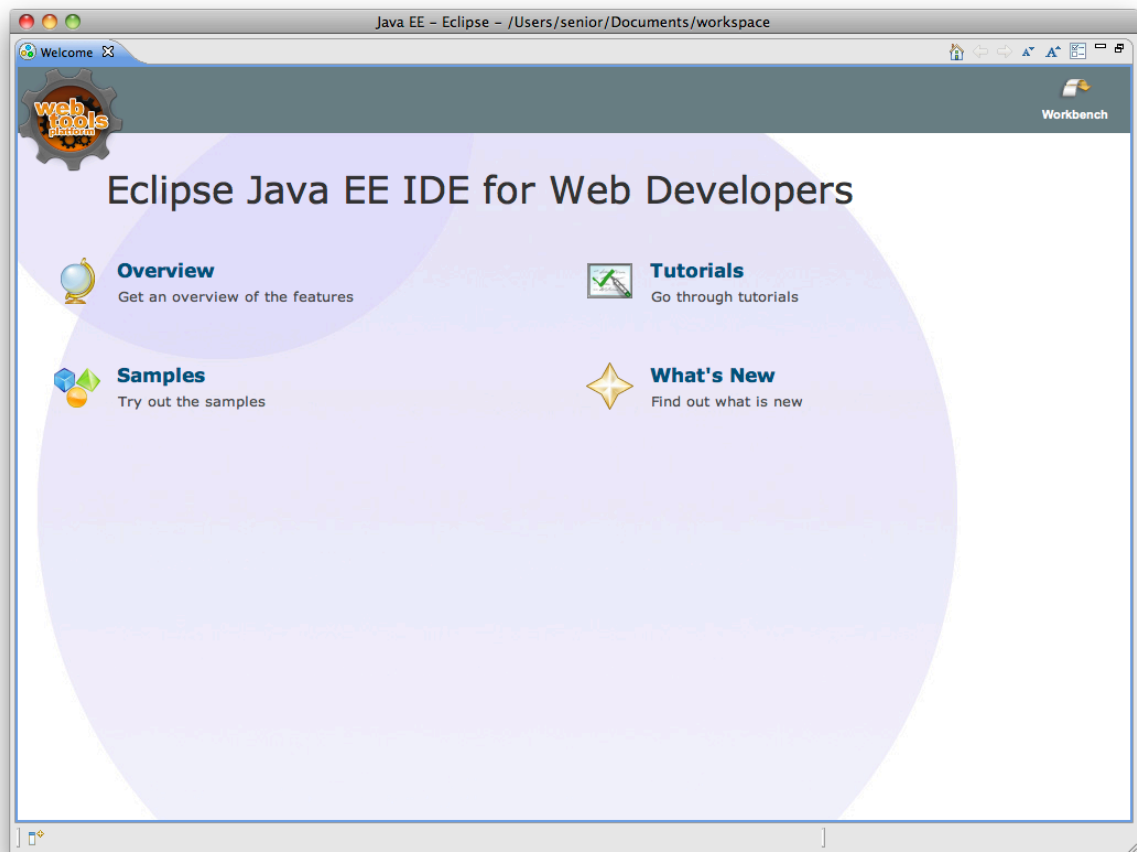 Java EE – Eclipse – /Users/senior/Documents/workspace
Welcome
web
tools
platform
Workbench
Eclipse Java EE IDE for Web Developers
Overview
Get an overview of the features
Tutorials
Go through tutorials
Samples
Try out the samples
What's New
Find out what is new